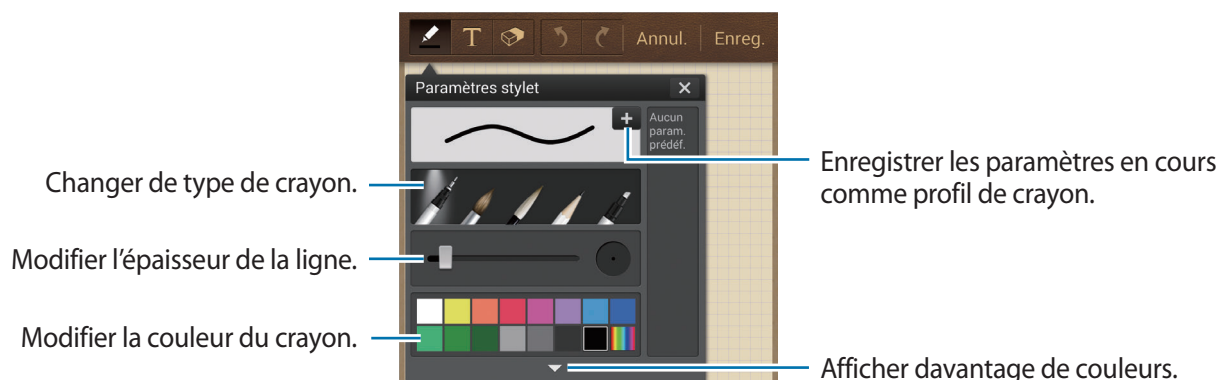 T Annul. Enreg.
Paramètres stylet
Aucun
param.
prédéf.
Changer de type de crayon.
Enregistrer les paramètres en cours
comme profil de crayon.
Modifier l’épaisseur de la ligne.
Modifier la couleur du crayon.
Afficher davantage de couleurs.